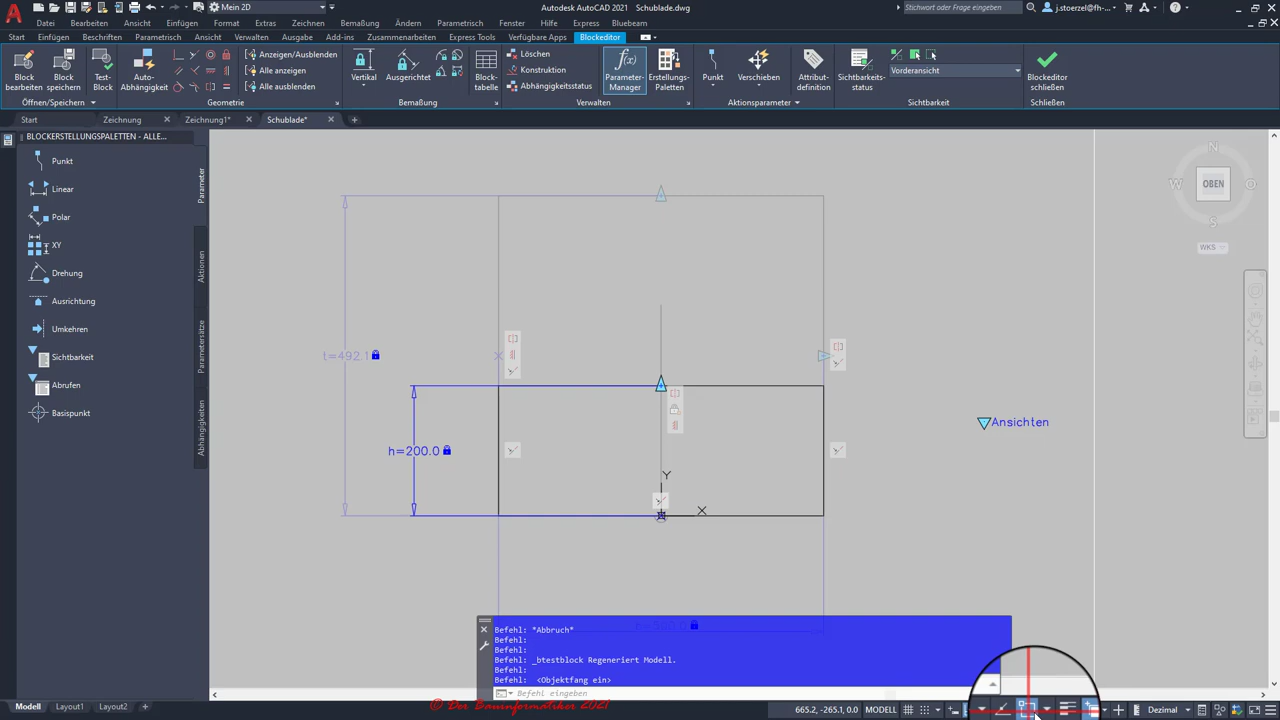 Mein 2D
Autodesk AutoCAD 2021 Schublade.dwg
Stichwort oder Frage eingeben
j.stoerzel@fh-...
Datei Bearbeiten Ansicht Einfügen Format Extras Zeichnen Bemaßung Ändern Parametrisch Fenster Hilfe Express Bluebeam
Start Einfügen Beschriften Parametrisch Ansicht Verwalten Ausgabe Add-ins Zusammenarbeiten Express Tools Verfügbare Apps Blockeditor
Block bearbeiten
Block speichern
Test-Block
Öffnen/Speichern
Auto-Abhängigkeit
Anzeigen/Ausblenden
Alle anzeigen
Alle ausblenden
Geometrie
Vertikal
Ausgerichtet
Bemaßung
Block-tabelle
Löschen
Konstruktion
Abhängigkeitsstatus
Parameter-Manager
Erstellungs-Paletten
Verwalten
Punkt
Verschieben
Aktionsparameter
Attribut-definition
Sichtbarkeits-status
Vorderansicht
Sichtbarkeit
Blockeditor schließen
Schließen
Start Zeichnung Zeichnung1* Schublade*
BLOCKERSTELLUNGSPALETTEN - ALLE...
Punkt
Linear
Polar
XY
Drehung
Ausrichtung
Umkehren
Sichtbarkeit
Abrufen
Basispunkt
Parameter
Aktionen
Parametersätze
Abhängigkeiten
N
W OBEN O
S
WKS
t=492.1
h=200.0
Ansichten
Y
X
Befehl: *Abbruch*
Befehl:
Befehl:
Befehl: _btestblock Regeneriert Modell.
Befehl:
Befehl: <Objektfang ein>
Befehl eingeben
© Der Bauinformatiker 2021
Modell Layout1 Layout2
665.2, -265.1, 0.0 MODELL
Dezimal